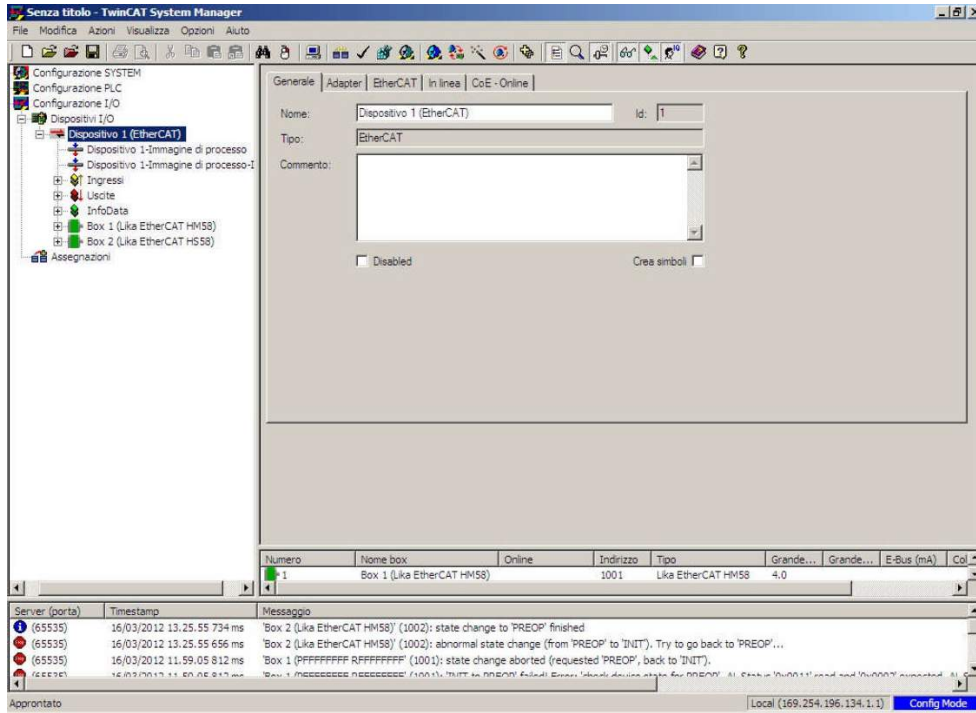 Senza titolo - TwinCAT System Manager
File Modifica Azioni Visualizza Opzioni Aiuto
Configurazione SYSTEM
Configurazione PLC
Configurazione I/O
Dispositivi I/O
Dispositivo 1 (EtherCAT)
Dispositivo 1-Immagine di processo
Dispositivo 1-Immagine di processo-I
Ingressi
Uscite
InfoData
Box 1 (Lika EtherCAT HM58)
Box 2 (Lika EtherCAT HS58)
Assegnazioni
Generale Adapter EtherCAT In linea CoE - Online
Nome: Dispositivo 1 (EtherCAT) Id: 1
Tipo: EtherCAT
Commento:
Disabled Crea simboli
Numero Nome box Online Indirizzo Tipo Grande... Grande... E-Bus (mA) Col
1 Box 1 (Lika EtherCAT HM58) 1001 Lika EtherCAT HM58 4.0
Server (porta) Timestamp Messaggio
(65535) 16/03/2012 13.25.55 734 ms 'Box 2 (Lika EtherCAT HM58)' (1002): state change to 'PREOP' finished
(65535) 16/03/2012 13.25.55 656 ms 'Box 2 (Lika EtherCAT HM58)' (1002): abnormal state change (from 'PREOP' to 'INIT'). Try to go back to 'PREOP'...
(65535) 16/03/2012 11.59.05 812 ms 'Box 1 (PFFFFFFFF RFFFFFFFF' (1001): state change aborted (requested 'PREOP', back to 'INIT').
Approntato Local (169.254.196.134.1.1) Config Mode